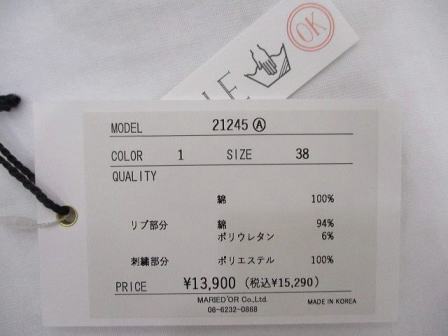 OK
LE
MODEL 21245 Ⓐ
COLOR 1 SIZE 38
QUALITY
綿 100%
リブ部分 綿 94%
ポリウレタン 6%
刺繍部分 ポリエステル 100%
PRICE ¥13,900 (税込¥15,290)
MARIED'OR Co.,Ltd.
06-6232-0868
MADE IN KOREA